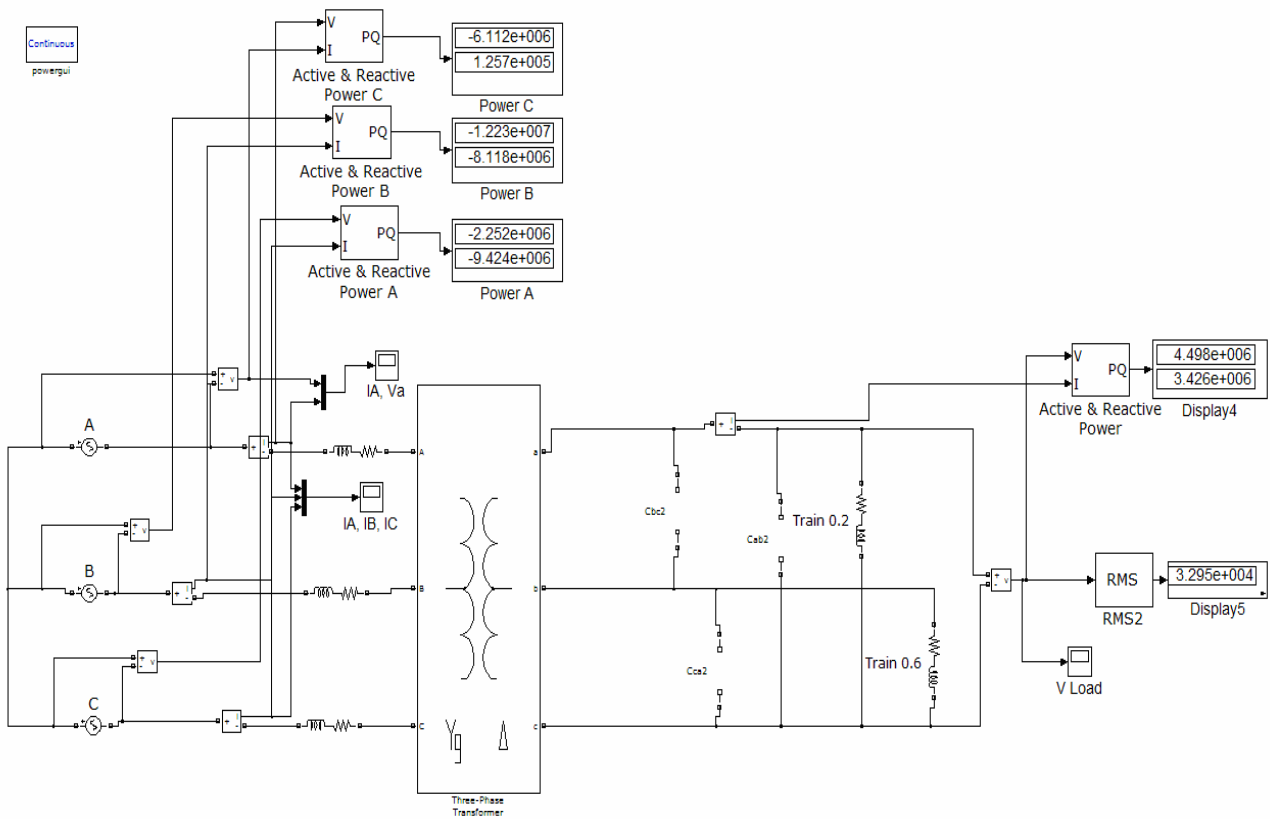 Continuous
powergui
V
I
PQ
Active & Reactive
Power C
-6.112e+006
1.257e+005
Power C
V
I
PQ
Active & Reactive
Power B
-1.223e+007
-8.118e+006
Power B
V
I
PQ
Active & Reactive
Power A
-2.252e+006
-9.424e+006
Power A
+
-
v
IA, Va
A
+
i
-
IA, IB, IC
+
-
v
B
+
i
-
+
-
v
C
+
i
-
A
B
C
a
b
c
Yg
Δ
Three-Phase
Transformer
Cbc2
Cab2
Cca2
Train 0.2
Train 0.6
+
i
-
+
-
v
V
I
PQ
Active & Reactive
Power
4.498e+006
3.426e+006
Display4
RMS
RMS2
3.295e+004
Display5
V Load